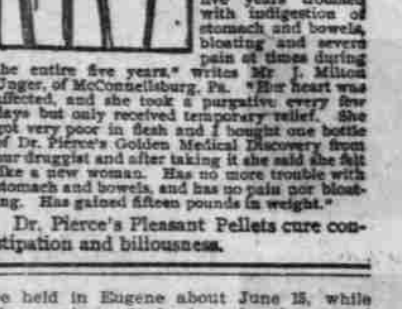 five years troubled
with indigestion of
stomach and bowels,
bloating and severe
pain at times during
he entire five years," writes Mr. J. Milton
Unger, of McConnellsburg, Pa. "Her heart was
affected, and she took a purgative every few
days but only received temporary relief. She
got very poor in flesh and I bought one bottle
of Dr. Pierce's Golden Medical Discovery from
our druggist and after taking it she said she felt
like a new woman. Has no more trouble with
stomach and bowels, and has no pain nor bloat-
ng. Has gained fifteen pounds in weight."
Dr. Pierce's Pleasant Pellets cure con-
stipation and biliousness.
e held in Eugene about June 15, while